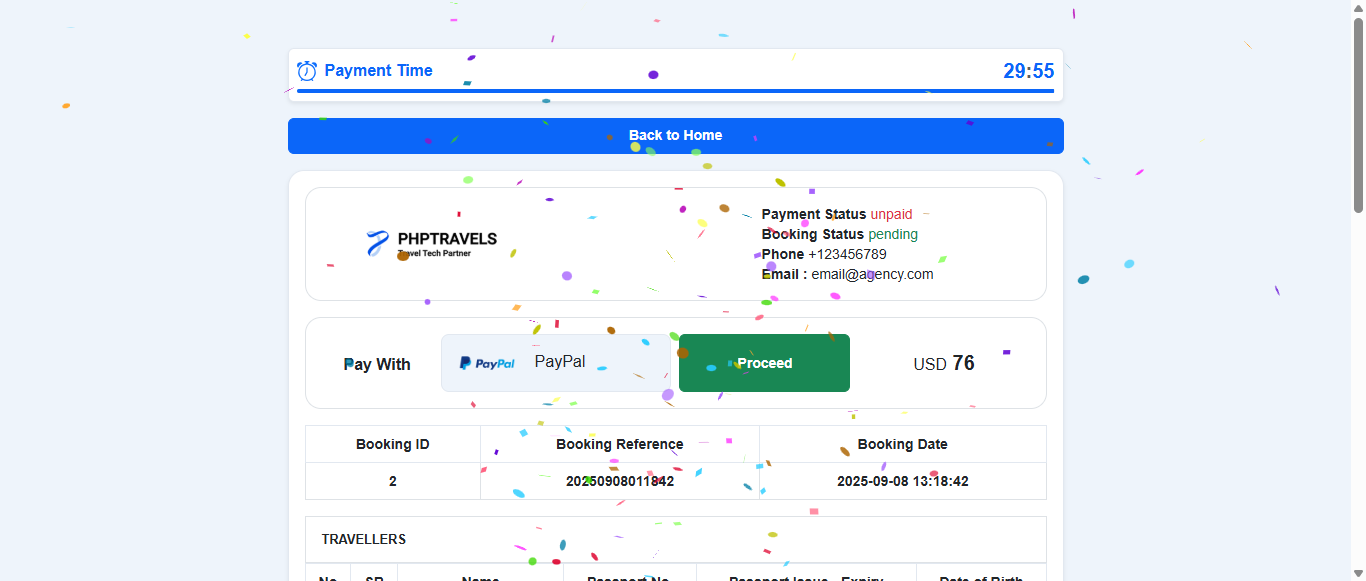 Payment Time
29:55
Back to Home
PHPTRAVELS
Travel Tech Partner
Payment Status unpaid
Booking Status pending
Phone +123456789
Email : email@agency.com
Pay With
PayPal PayPal
Proceed
USD 76
Booking ID Booking Reference Booking Date
2 20250908011842 2025-09-08 13:18:42
TRAVELLERS
No SR Name Passport No Passport Issue - Expiry Date of Birth